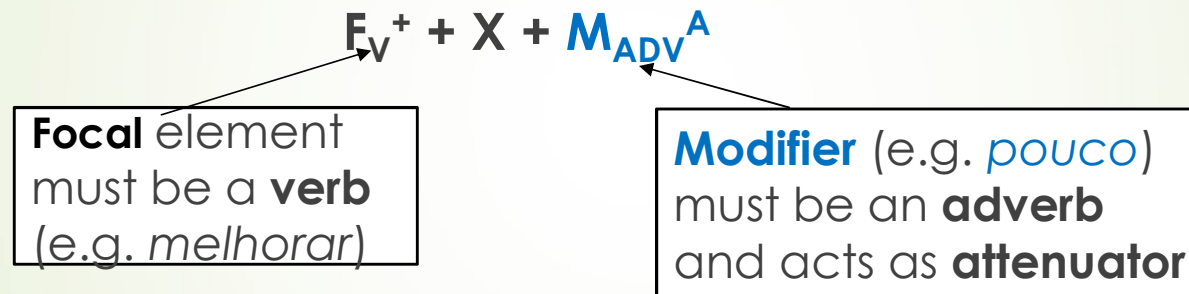 FV+ + X + MADVA
Focal element
must be a verb
(e.g. melhorar)
Modifier (e.g. pouco)
must be an adverb
and acts as attenuator